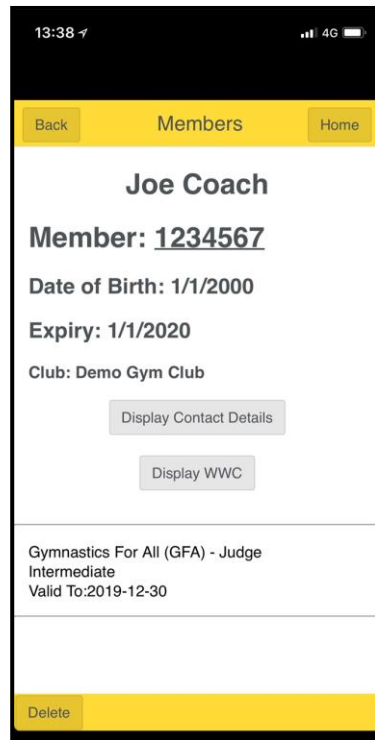 13:38
4G
Back
Members
Home
Joe Coach
Member: 1234567
Date of Birth: 1/1/2000
Expiry: 1/1/2020
Club: Demo Gym Club
Display Contact Details
Display WWC
Gymnastics For All (GFA) - Judge
Intermediate
Valid To:2019-12-30
Delete